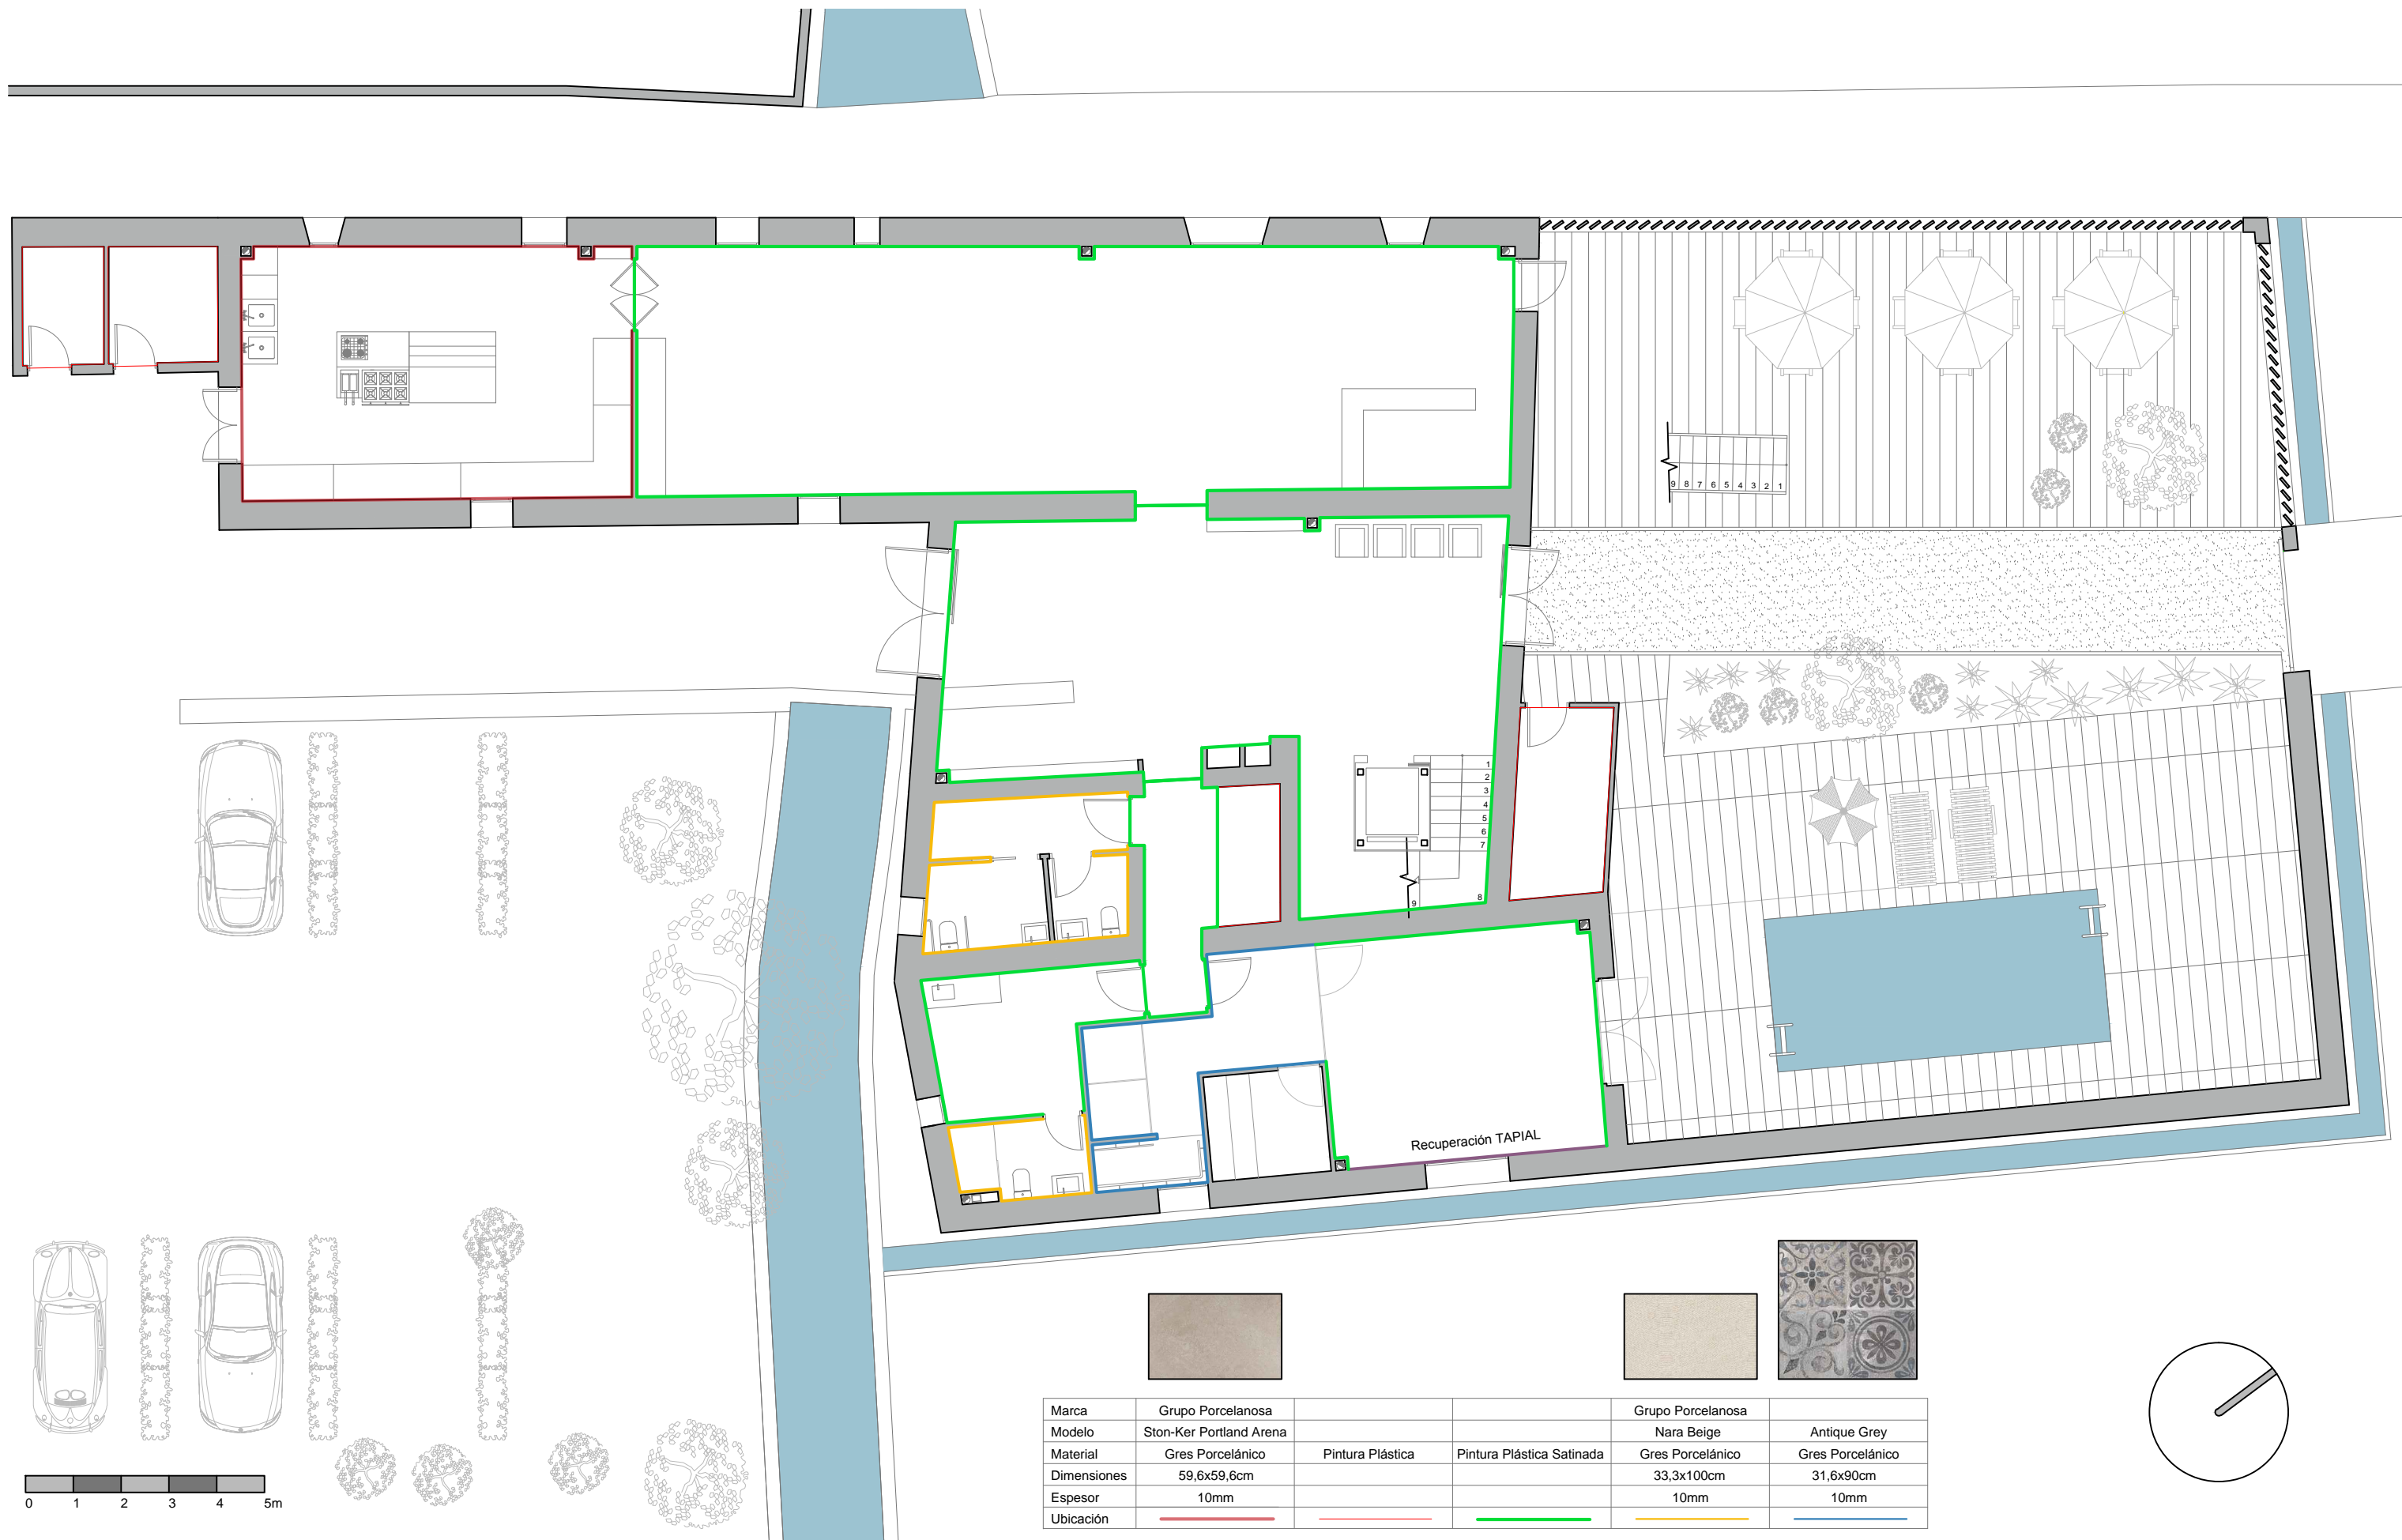 9 8 7 6 5 4 3 2 1
1
2
3
4
5
6
7
9 8
Recuperación TAPIAL
Marca Grupo Porcelanosa Grupo Porcelanosa
Modelo Ston-Ker Portland Arena Nara Beige Antique Grey
Material Gres Porcelánico Pintura Plástica Pintura Plástica Satinada Gres Porcelánico Gres Porcelánico
Dimensiones 59,6x59,6cm 33,3x100cm 31,6x90cm
Espesor 10mm 10mm 10mm
Ubicación
0 1 2 3 4 5m